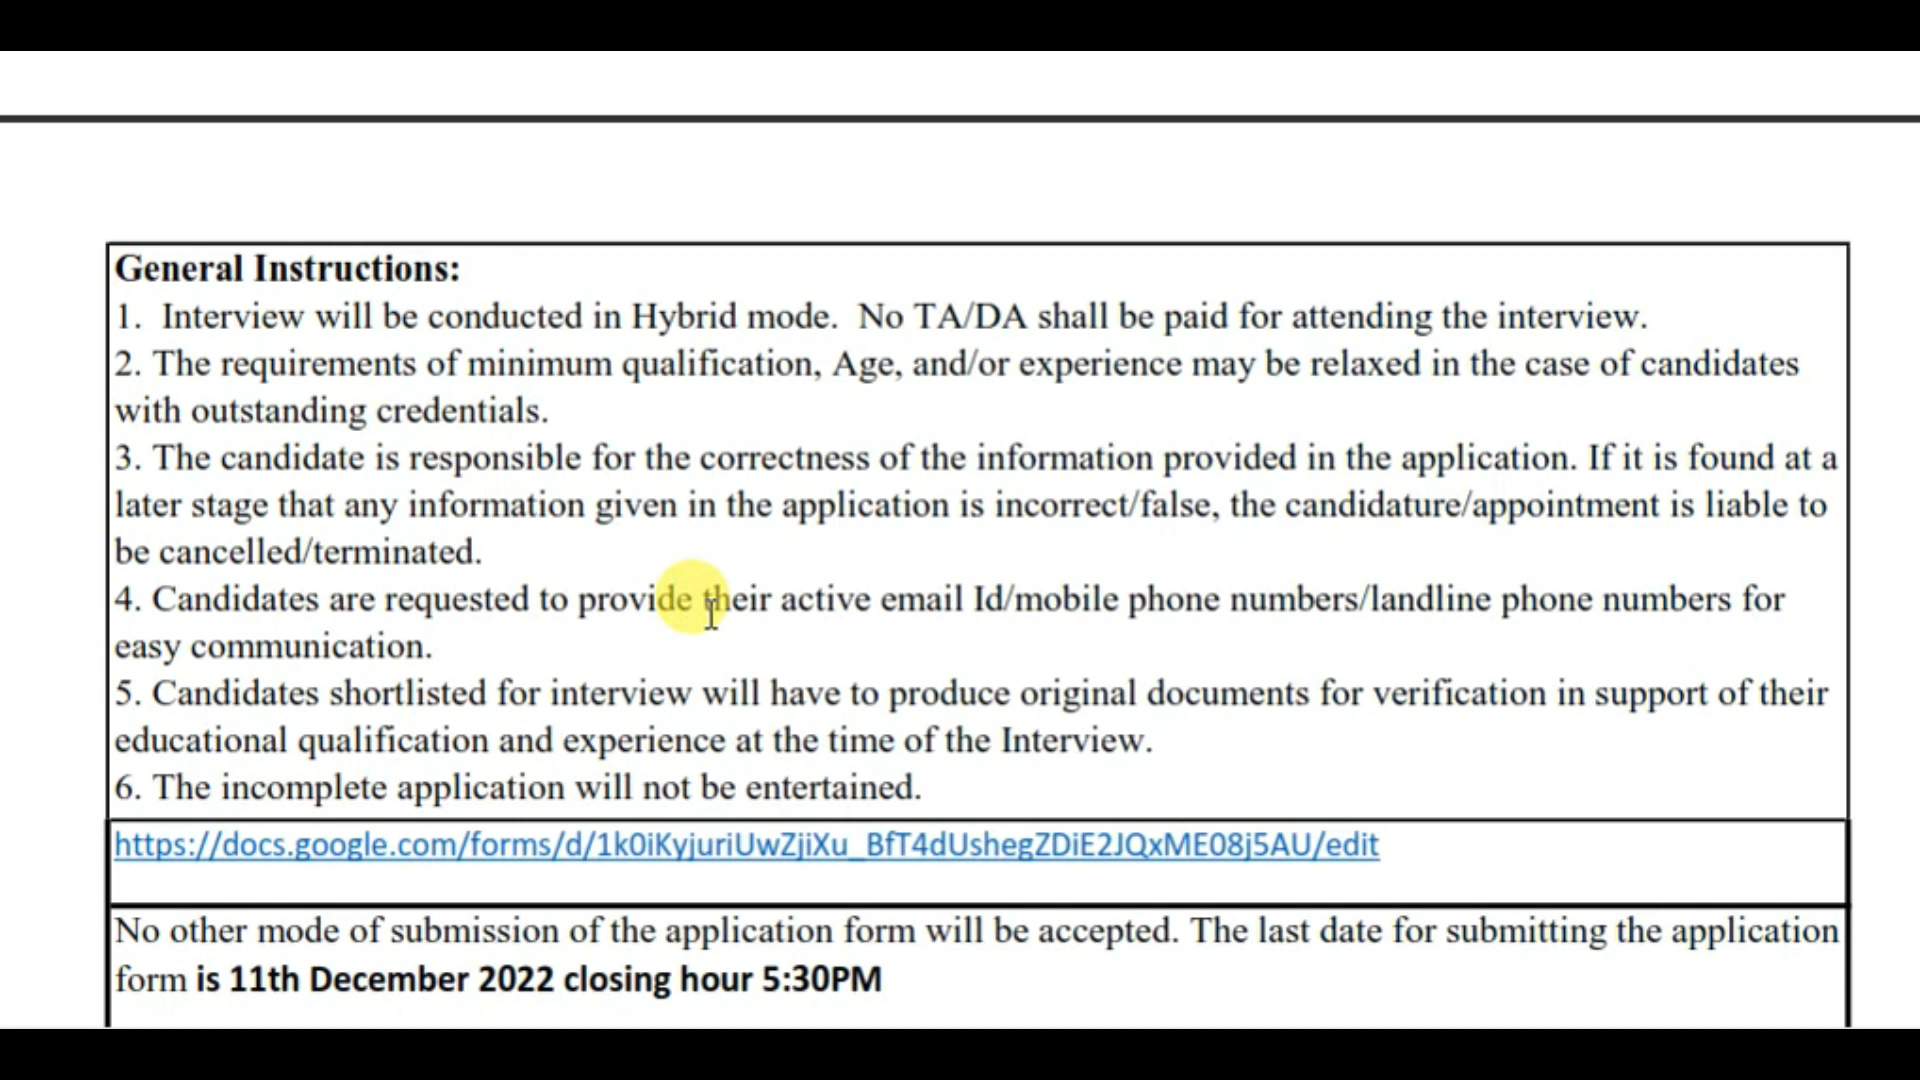 General Instructions:
1.  Interview will be conducted in Hybrid mode.  No TA/DA shall be paid for attending the interview.
2. The requirements of minimum qualification, Age, and/or experience may be relaxed in the case of candidates
with outstanding credentials.
3. The candidate is responsible for the correctness of the information provided in the application. If it is found at a
later stage that any information given in the application is incorrect/false, the candidature/appointment is liable to
be cancelled/terminated.
4. Candidates are requested to provide their active email Id/mobile phone numbers/landline phone numbers for
easy communication.
5. Candidates shortlisted for interview will have to produce original documents for verification in support of their
educational qualification and experience at the time of the Interview.
6. The incomplete application will not be entertained.
https://docs.google.com/forms/d/1k0iKyjuriUwZjiXu_BfT4dUshegZDiE2JQxME08j5AU/edit
No other mode of submission of the application form will be accepted. The last date for submitting the application
form is 11th December 2022 closing hour 5:30PM